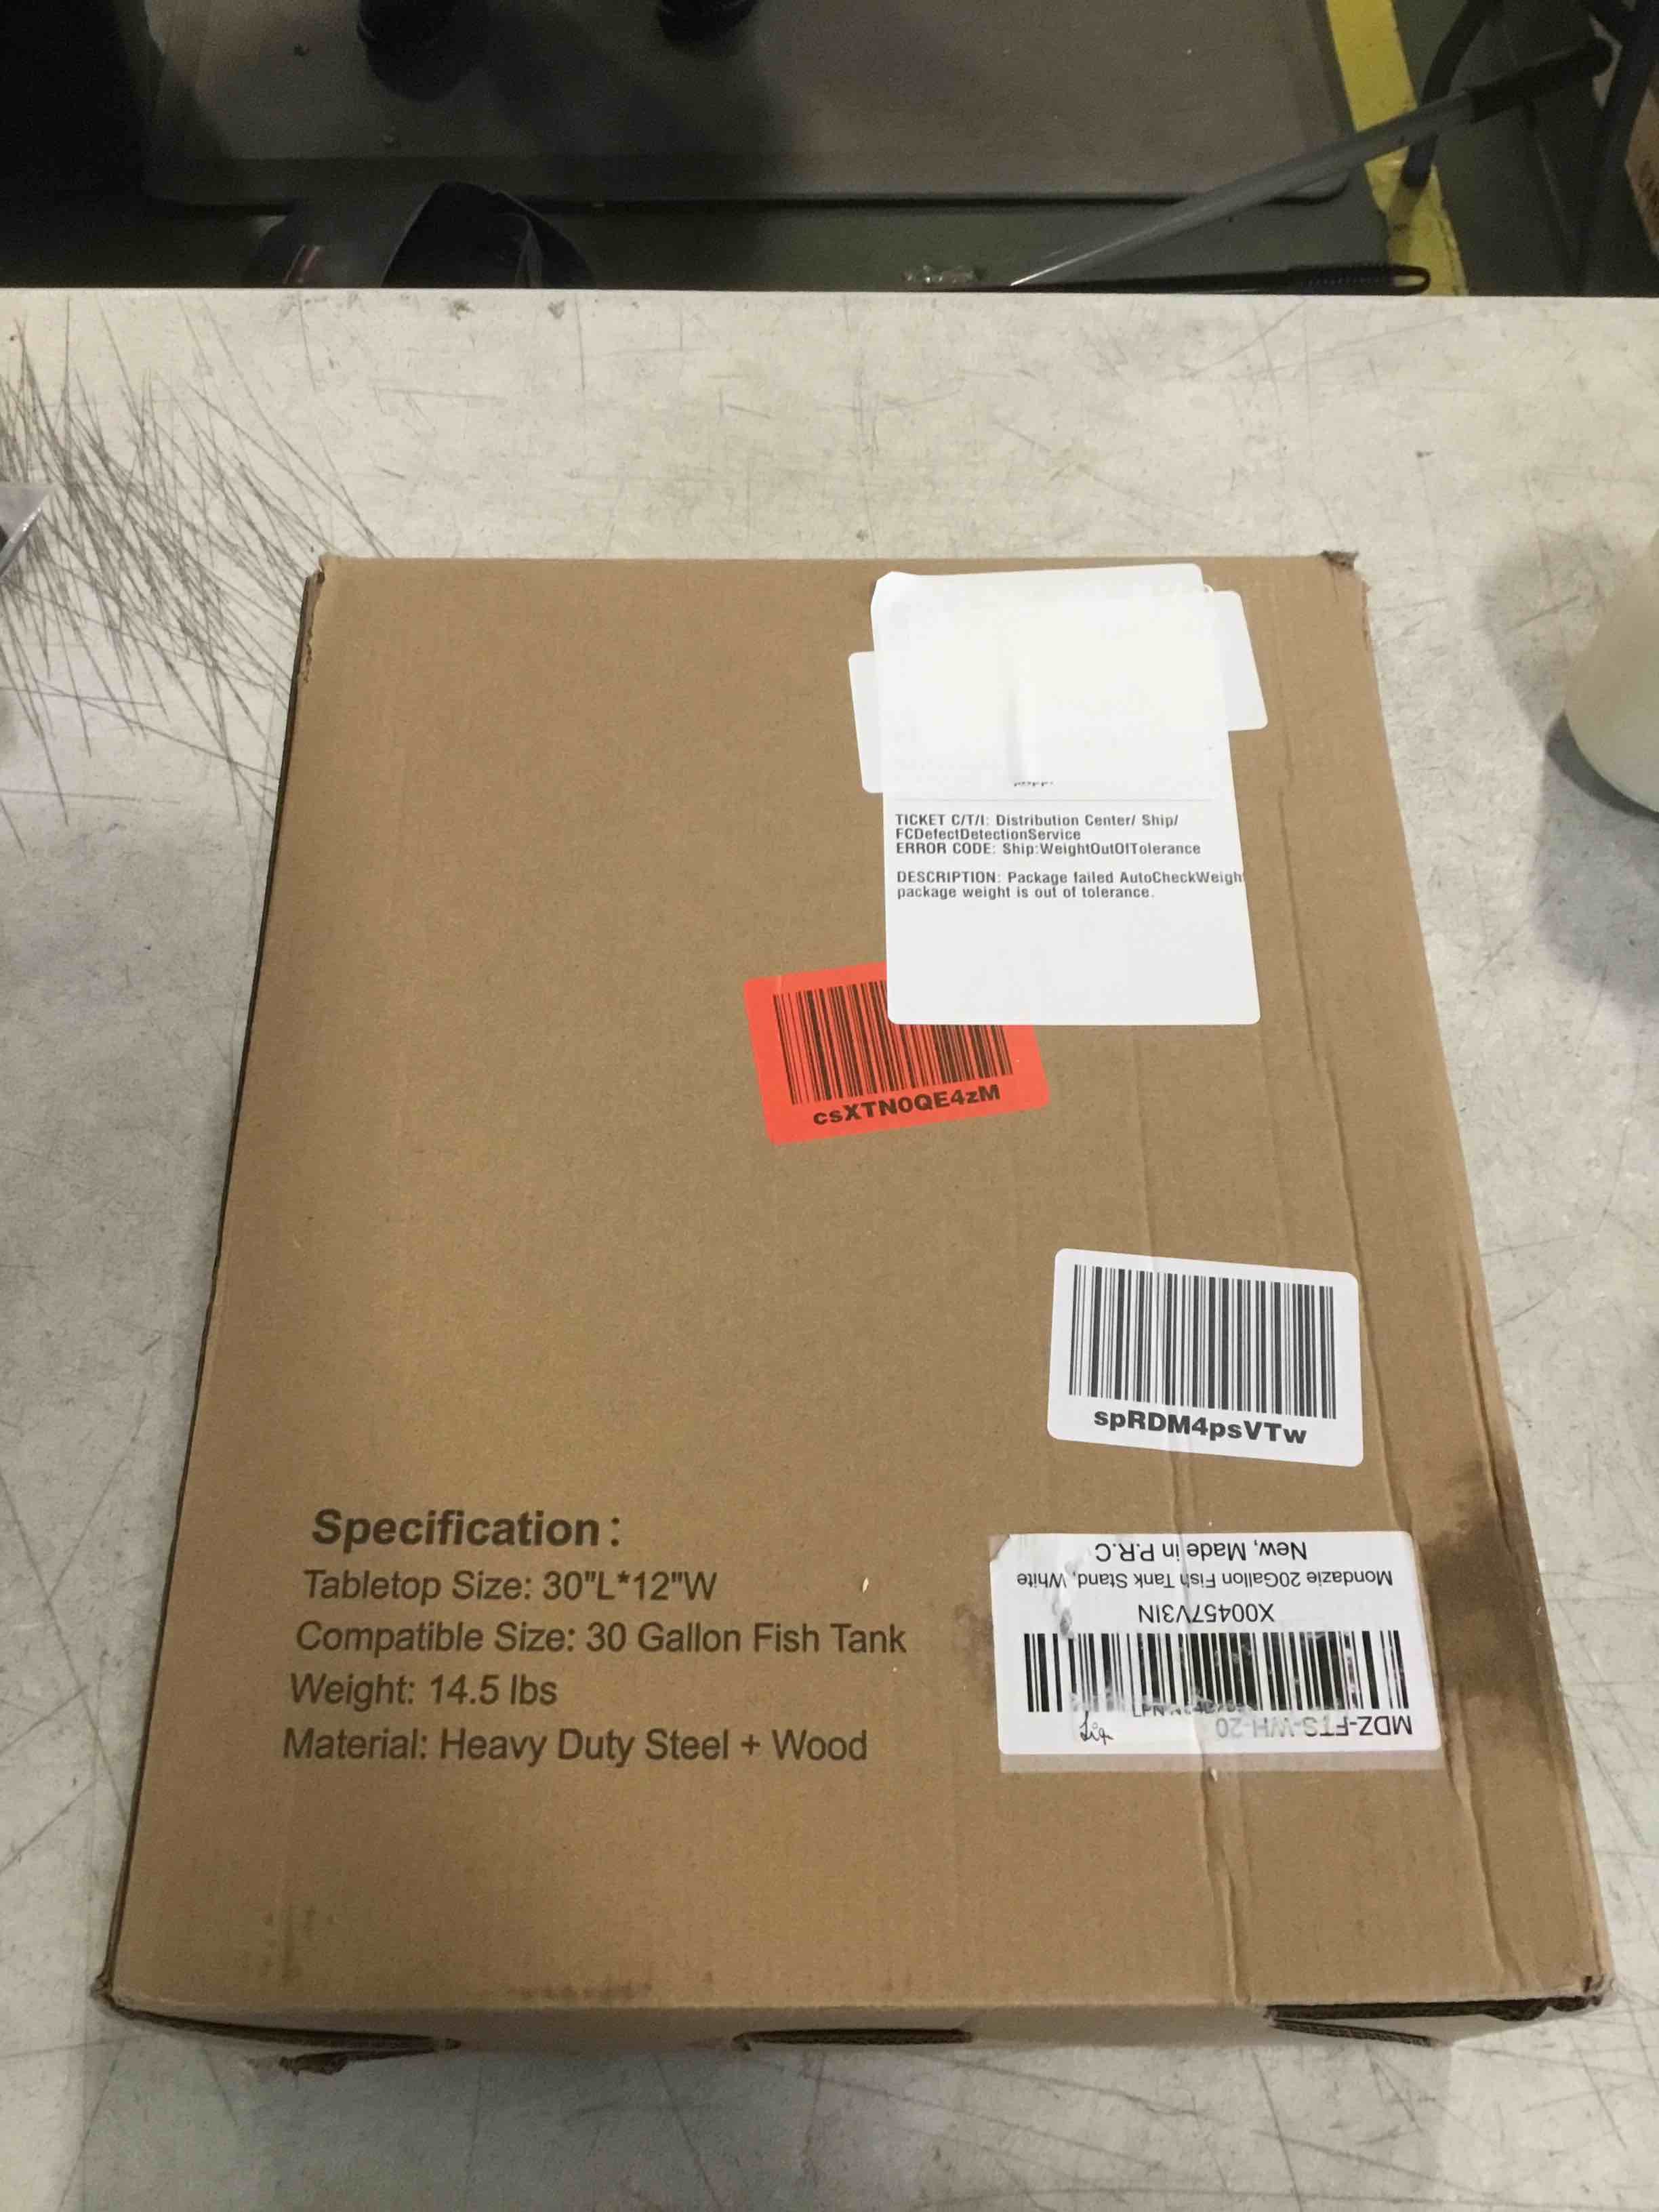 TICKET C/T/I: Distribution Center/ Ship/
FCDefectDetectionService
ERROR CODE: Ship:WeightOutOfTolerance
DESCRIPTION: Package failed AutoCheckWeigh
package weight is out of tolerance.
csXTN0QE4zM
spRDM4psVTw
Specification:
Tabletop Size: 30"L*12"W
Compatible Size: 30 Gallon Fish Tank
Weight: 14.5 lbs
Material: Heavy Duty Steel + Wood
MDZ-FTS-WH-20
LPN
X00457V3IN
Mondazie 20Gallon Fish Tank Stand, White
New, Made in P.R.C